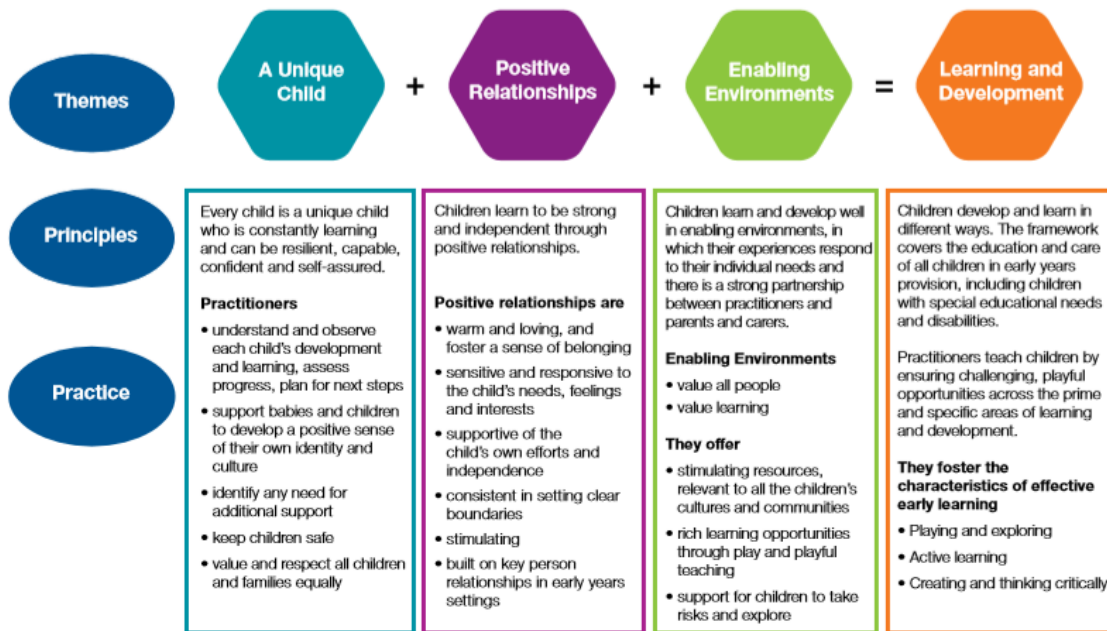 Themes
A Unique
Child
+
Positive
Relationships
+
Enabling
Environments
=
Learning and
Development
Principles
Practice
Every child is a unique child
who is constantly learning
and can be resilient, capable,
confident and self-assured.
Practitioners
• understand and observe
each child's development
and learning, assess
progress, plan for next steps
• support babies and children
to develop a positive sense
of their own identity and
culture
• identify any need for
additional support
• keep children safe
• value and respect all children
and families equally
Children learn to be strong
and independent through
positive relationships.
Positive relationships are
• warm and loving, and
foster a sense of belonging
• sensitive and responsive to
the child's needs, feelings
and interests
• supportive of the
child's own efforts and
independence
• consistent in setting clear
boundaries
• stimulating
• built on key person
relationships in early years
settings
Children learn and develop well
in enabling environments, in
which their experiences respond
to their individual needs and
there is a strong partnership
between practitioners and
parents and carers.
Enabling Environments
• value all people
• value learning
They offer
• stimulating resources,
relevant to all the children's
cultures and communities
• rich learning opportunities
through play and playful
teaching
• support for children to take
risks and explore
Children develop and learn in
different ways. The framework
covers the education and care
of all children in early years
provision, including children
with special educational needs
and disabilities.
Practitioners teach children by
ensuring challenging, playful
opportunities across the prime
and specific areas of learning
and development.
They foster the
characteristics of effective
early learning
• Playing and exploring
• Active learning
• Creating and thinking critically